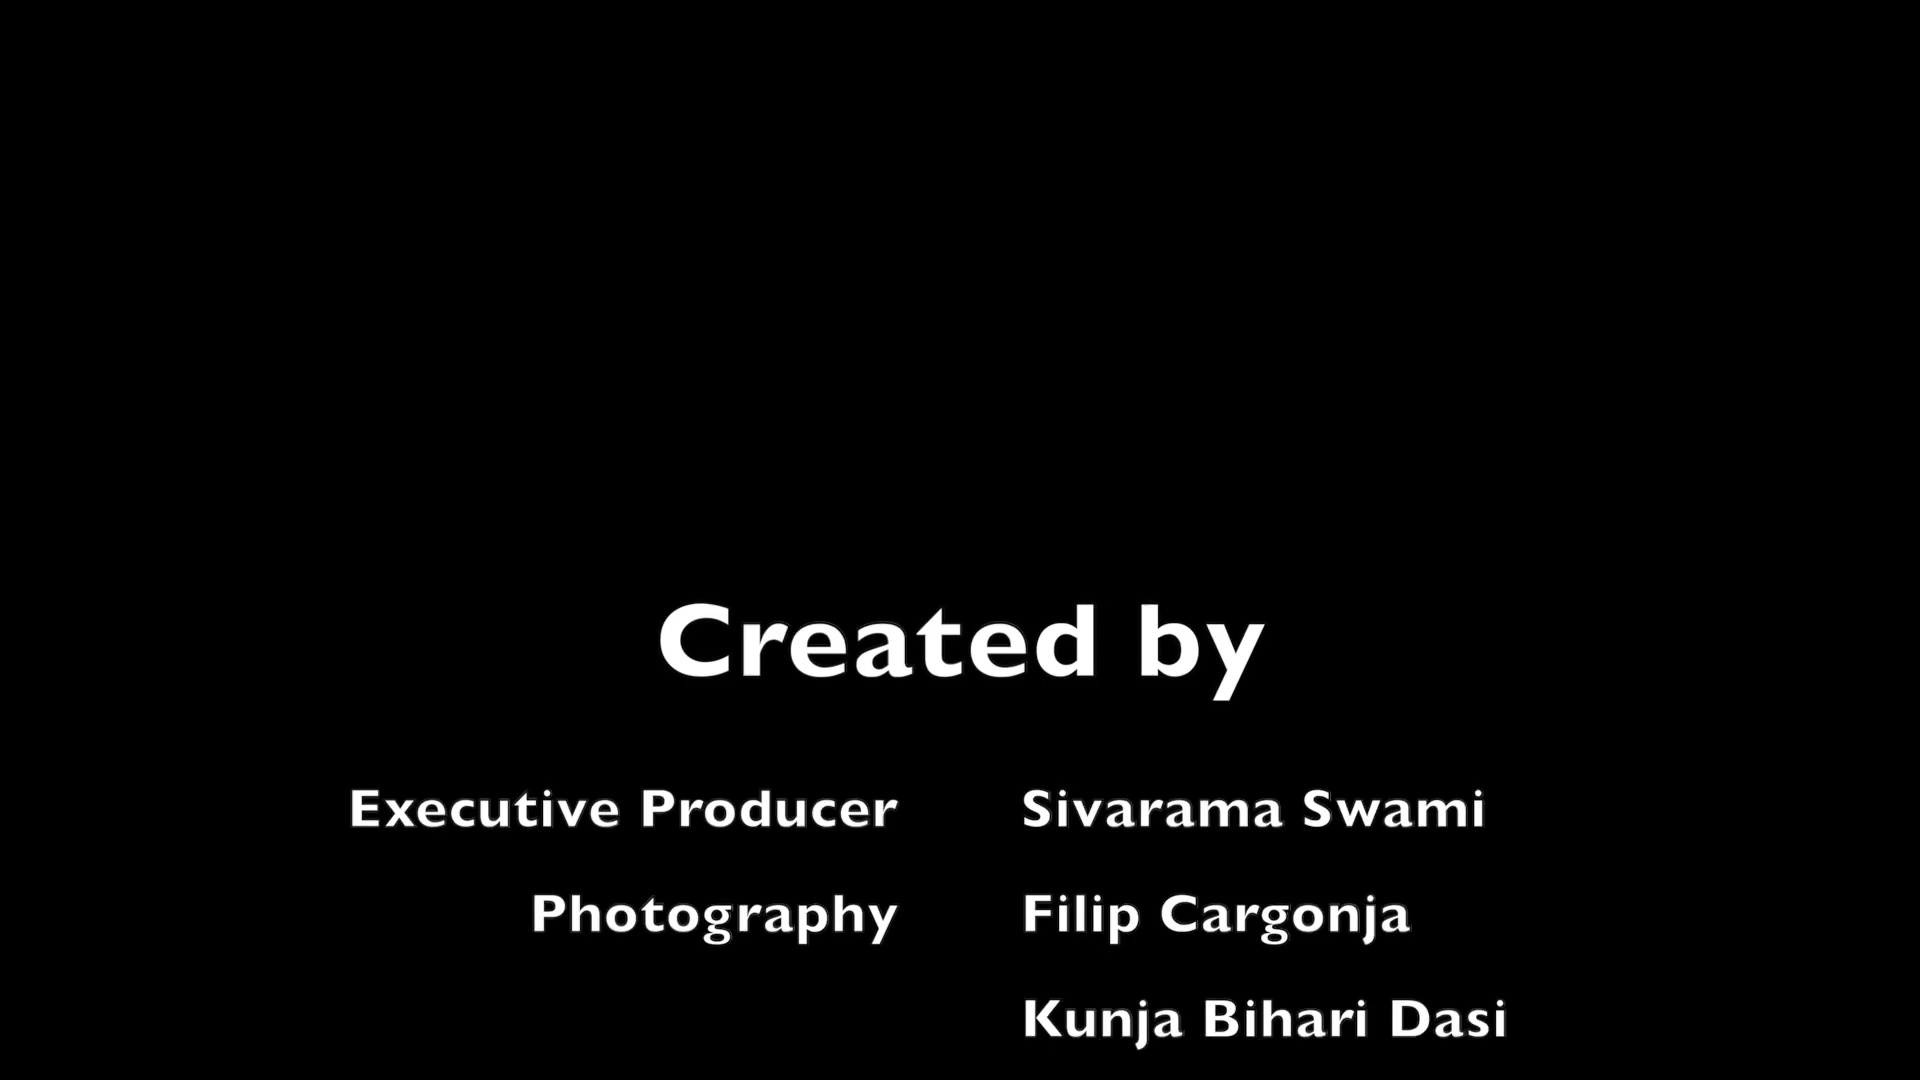 Created by
Executive Producer Sivarama Swami
Photography Filip Cargonja
Kunja Bihari Dasi